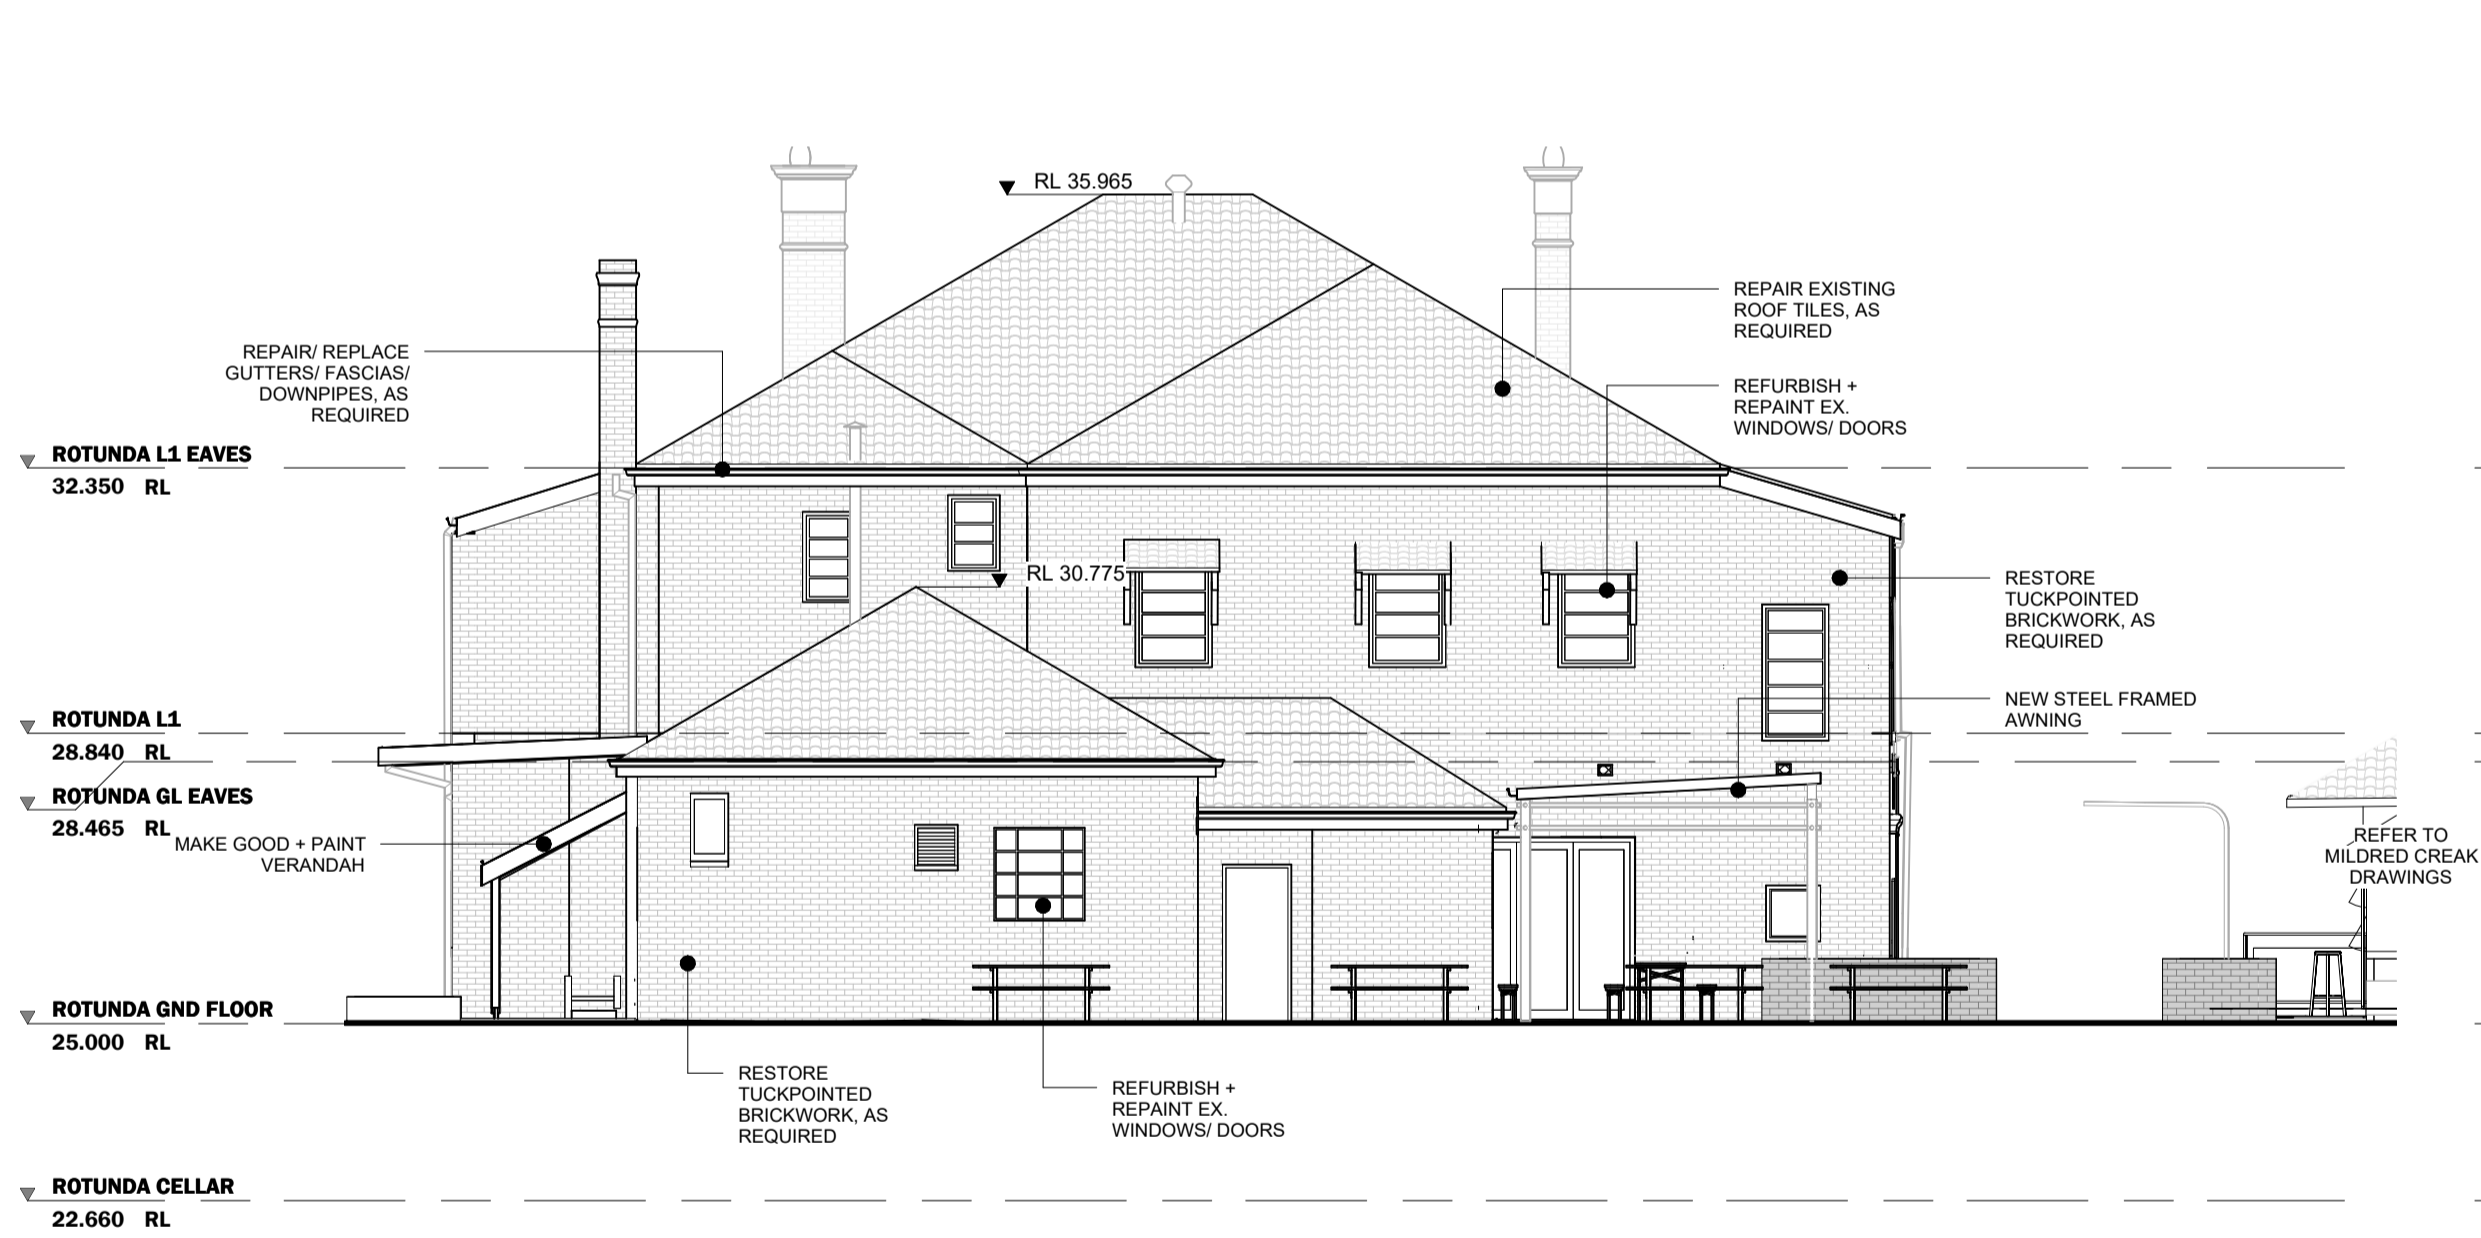 RL 35.965
REPAIR EXISTING
ROOF TILES, AS
REQUIRED
REPAIR/ REPLACE
GUTTERS/ FASCIAS/
DOWNPIPES, AS
REQUIRED
REFURBISH +
REPAINT EX.
WINDOWS/ DOORS
ROTUNDA L1 EAVES
32.350 RL
RL 30.775
RESTORE
TUCKPOINTED
BRICKWORK, AS
REQUIRED
NEW STEEL FRAMED
AWNING
ROTUNDA L1
28.840 RL
ROTUNDA GL EAVES
28.465 RL
MAKE GOOD + PAINT
VERANDAH
REFER TO
MILDRED CREAK
DRAWINGS
ROTUNDA GND FLOOR
25.000 RL
RESTORE
TUCKPOINTED
BRICKWORK, AS
REQUIRED
REFURBISH +
REPAINT EX.
WINDOWS/ DOORS
ROTUNDA CELLAR
22.660 RL